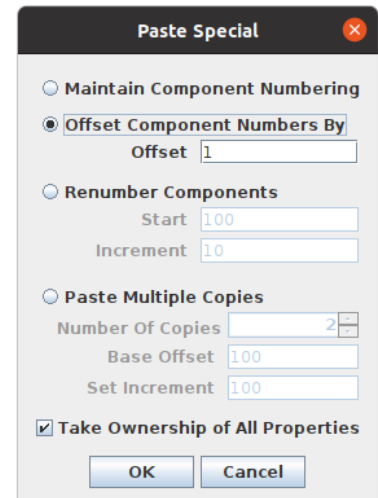 Paste Special
Maintain Component Numbering
Offset Component Numbers By
Offset 1
Renumber Components
Start 100
Increment 10
Paste Multiple Copies
Number Of Copies 2
Base Offset 100
Set Increment 100
Take Ownership of All Properties
OK Cancel